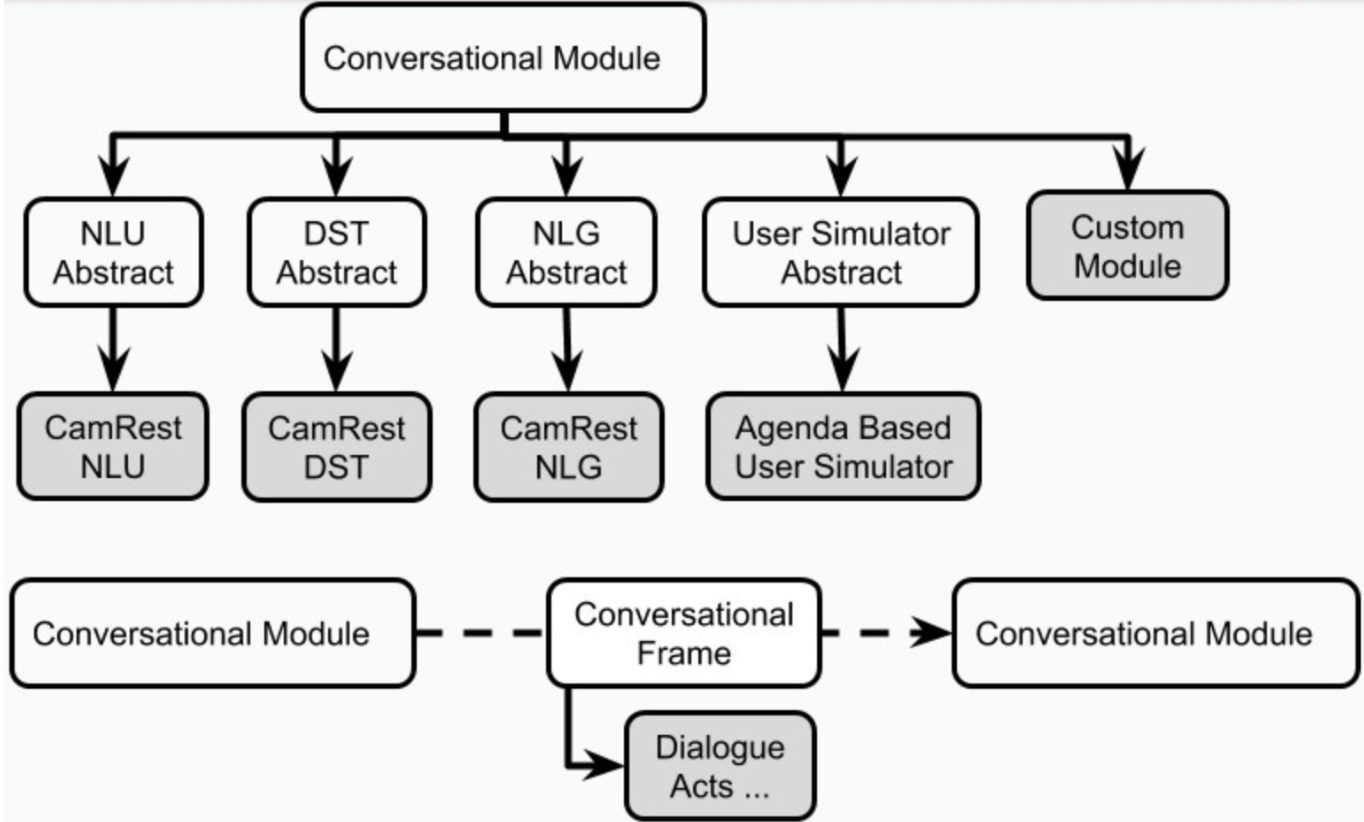 Conversational Module
NLU
Abstract
DST
Abstract
NLG
Abstract
User Simulator
Abstract
Custom
Module
CamRest
NLU
CamRest
DST
CamRest
NLG
Agenda Based
User Simulator
Conversational Module
Conversational
Frame
Conversational Module
Dialogue
Acts ...